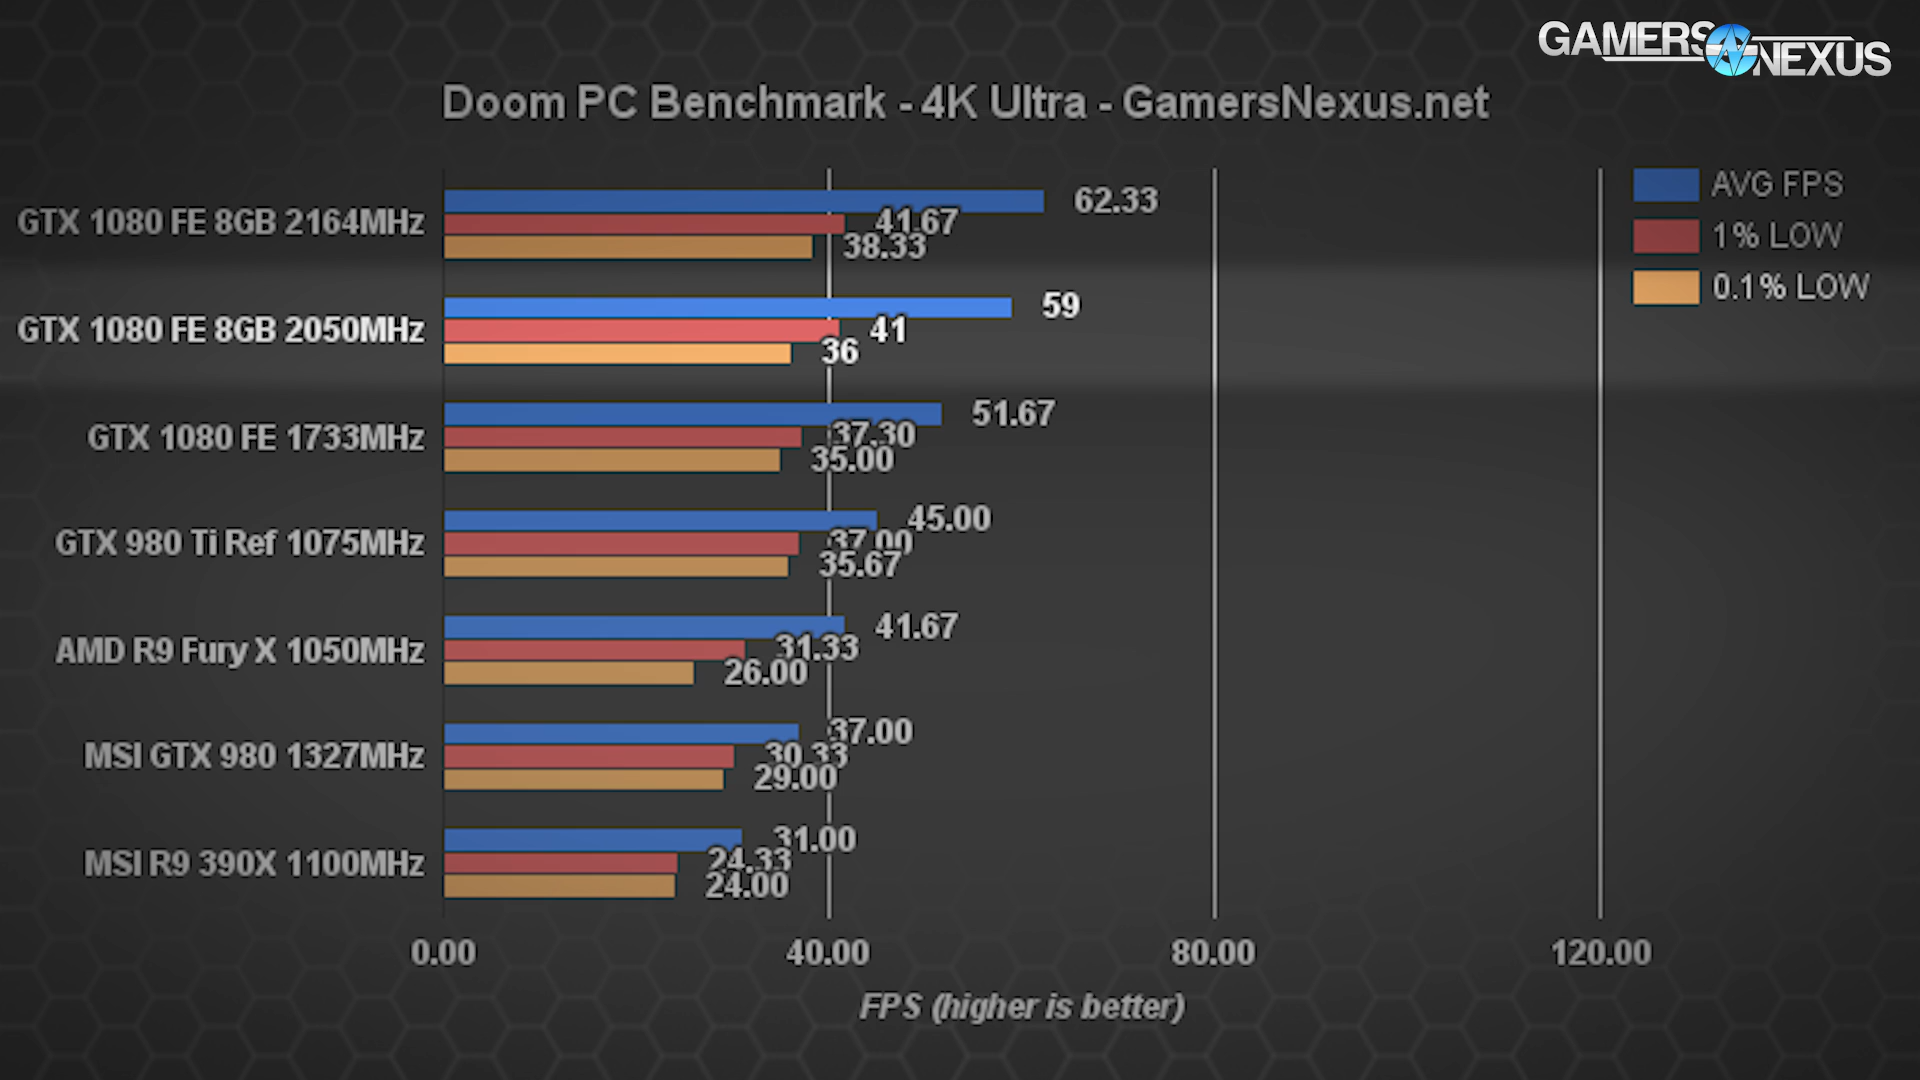 GAMERS NEXUS
Doom PC Benchmark - 4K Ultra - GamersNexus.net
AVG FPS
1% LOW
0.1% LOW
GTX 1080 FE 8GB 2164MHz
62.33
41.67
38.33
GTX 1080 FE 8GB 2050MHz
59
41
36
GTX 1080 FE 1733MHz
51.67
37.30
35.00
GTX 980 Ti Ref 1075MHz
45.00
37.00
35.67
AMD R9 Fury X 1050MHz
41.67
31.33
26.00
MSI GTX 980 1327MHz
37.00
30.33
29.00
MSI R9 390X 1100MHz
31.00
24.33
24.00
0.00 40.00 80.00 120.00
FPS (higher is better)